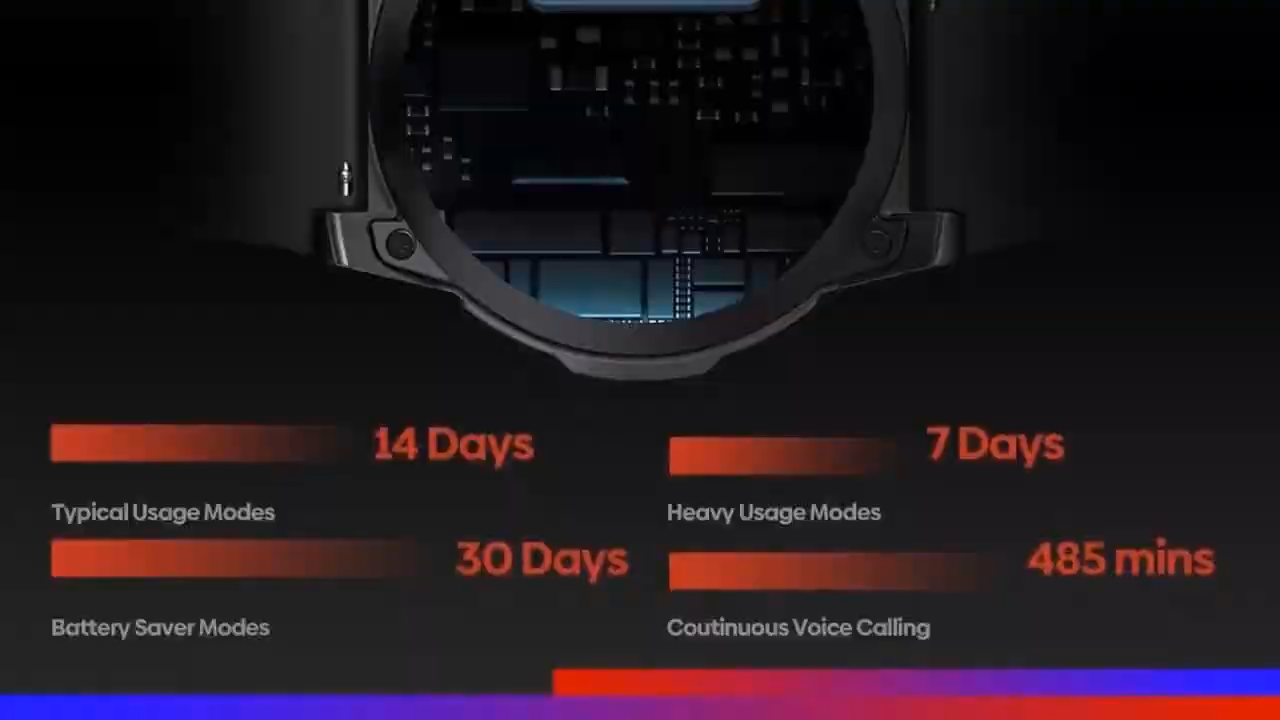 14 Days
7 Days
Typical Usage Modes
Heavy Usage Modes
30 Days
485 mins
Battery Saver Modes
Coutinuous Voice Calling